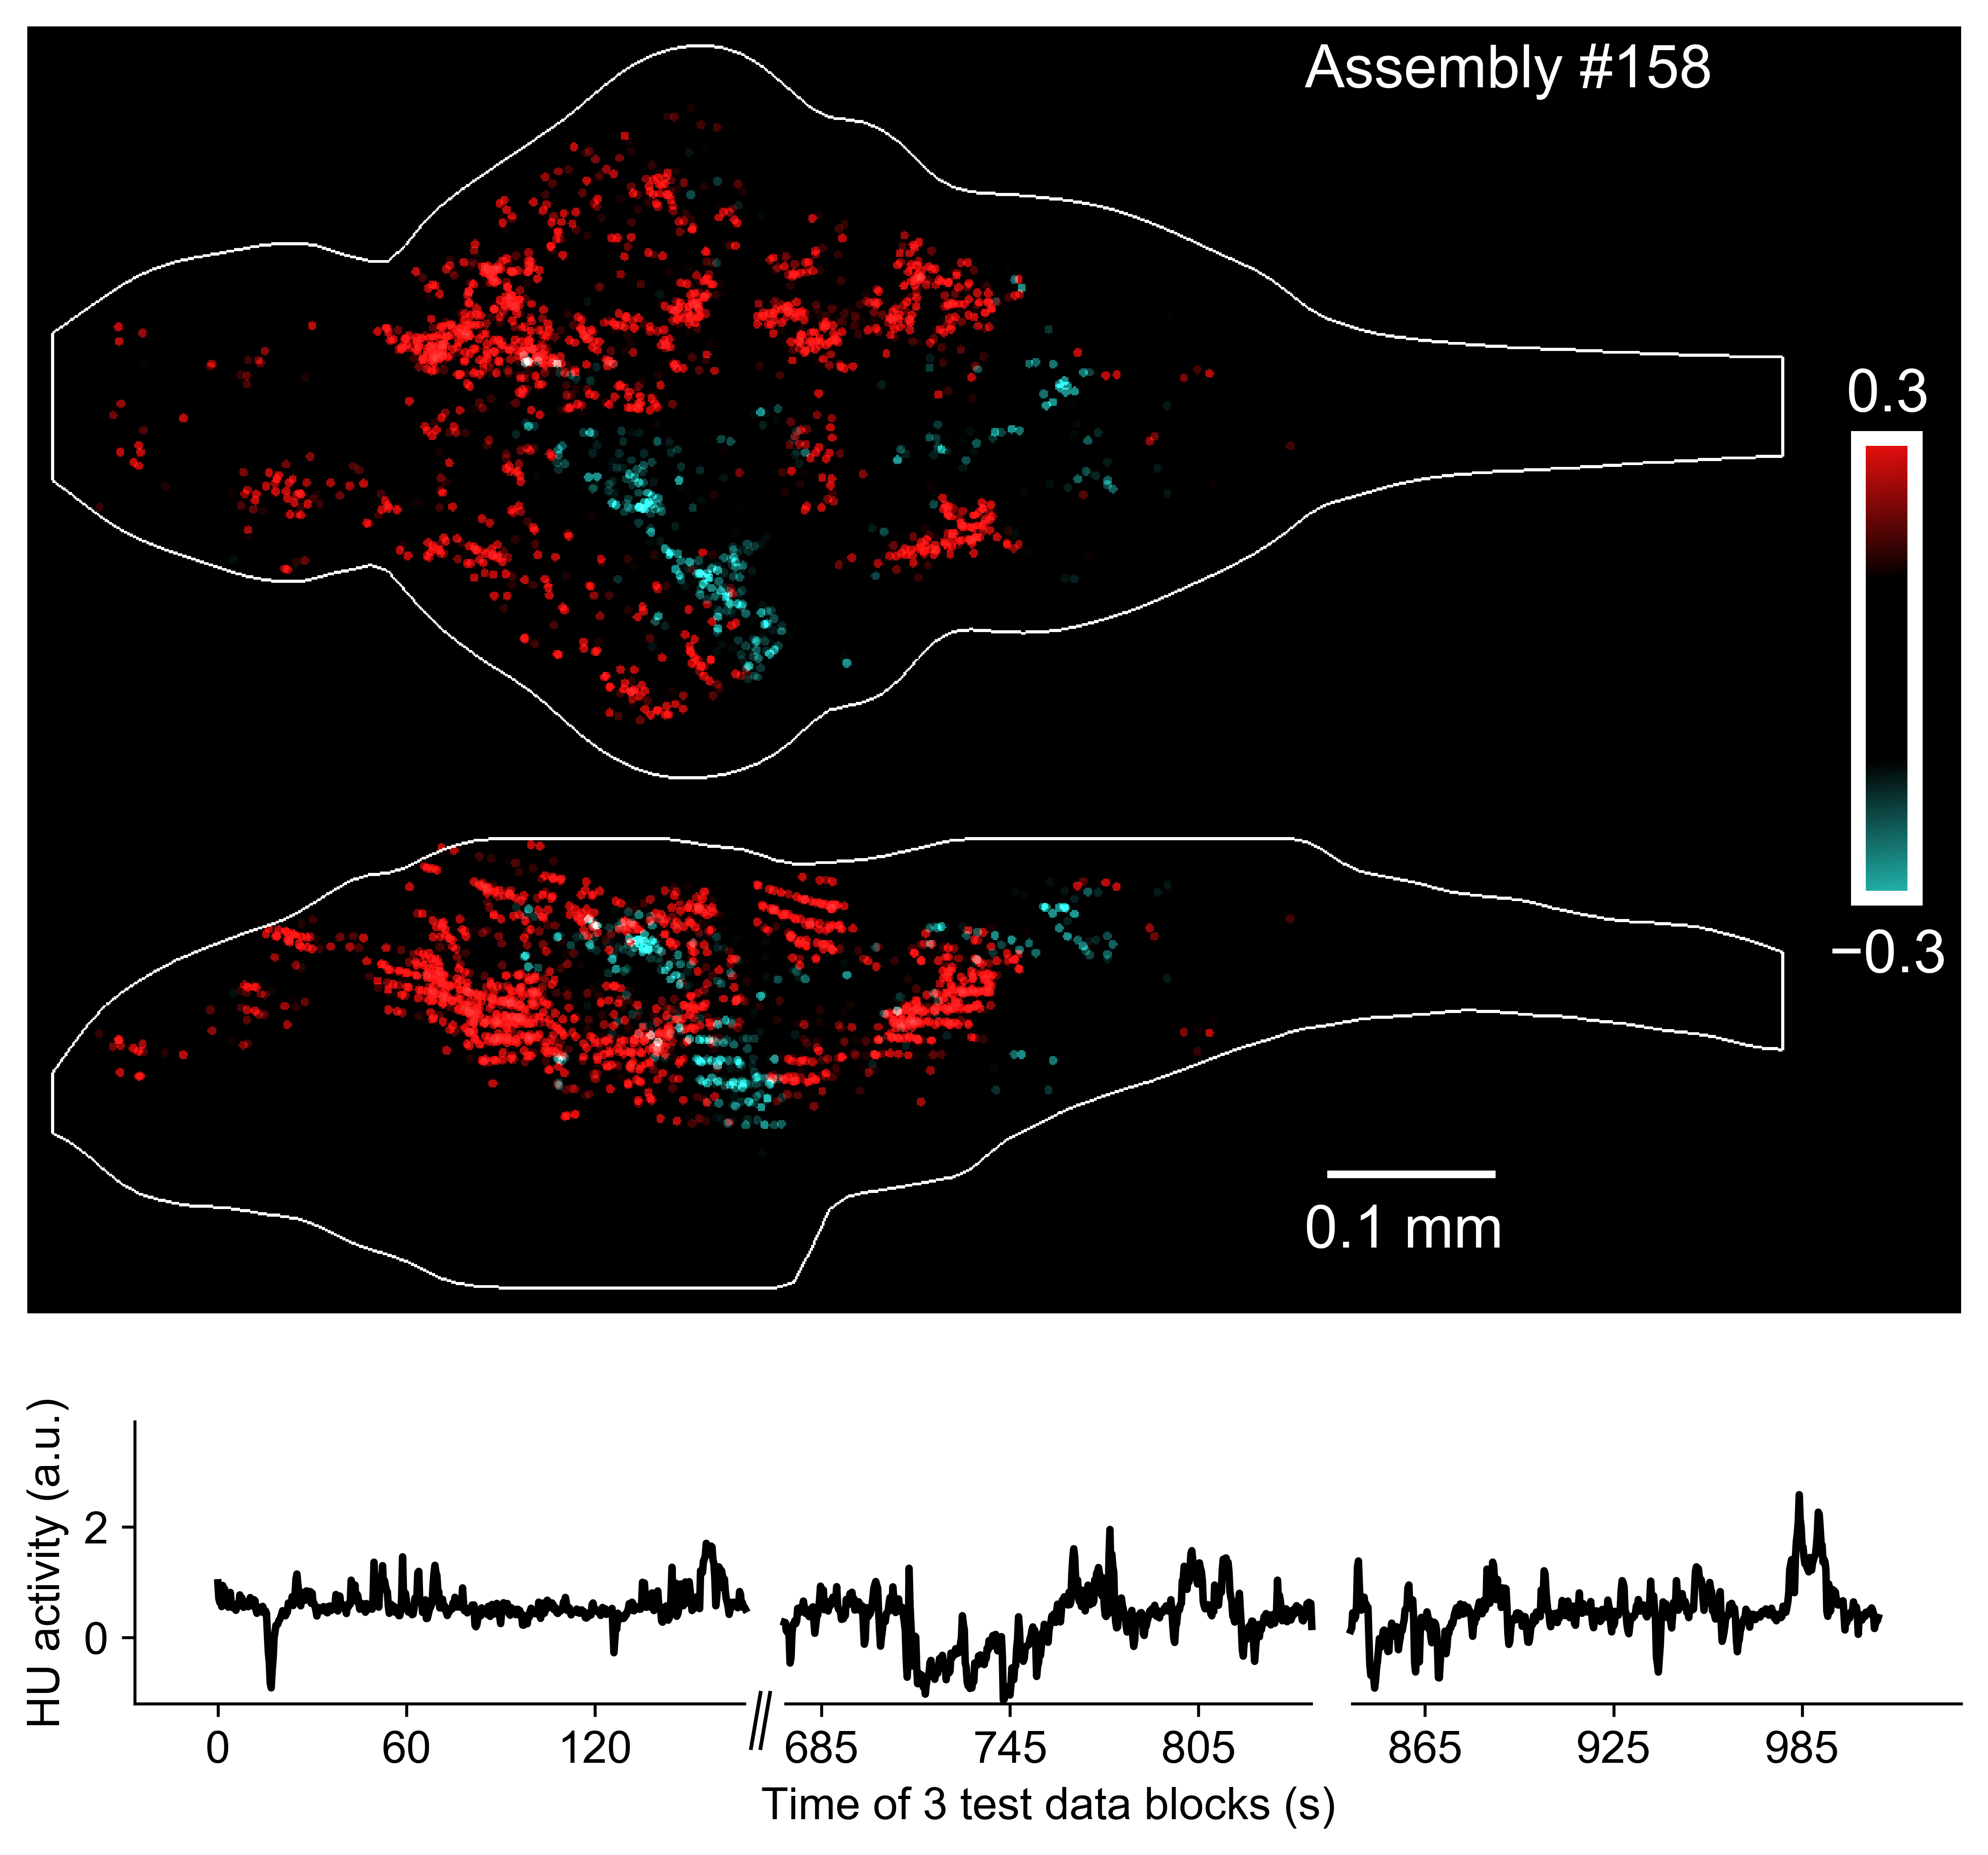 Assembly #158
0.3
−0.3
0.1 mm
HU activity (a.u.)
2
0
0 60 120 685 745 805 865 925 985
Time of 3 test data blocks (s)